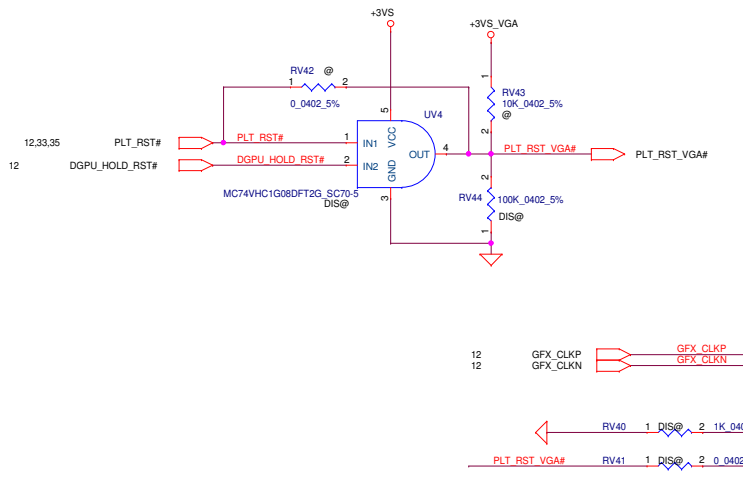 +3VS
+3VS_VGA
RV42 @
1 2
0_0402_5%
1
RV43
10K_0402_5%
@
2
5
UV4
12,33,35 PLT_RST# PLT_RST# 1 IN1 VCC
OUT 4 PLT_RST_VGA# PLT_RST_VGA#
12 DGPU_HOLD_RST# DGPU_HOLD_RST# 2 IN2 GND
2
MC74VHC1G08DFT2G_SC70-5
DIS@
3
RV44 100K_0402_5%
DIS@
1
12 GFX_CLKP GFX_CLKP
12 GFX_CLKN GFX_CLKN
RV40 1 DIS@ 2 1K_040
PLT_RST_VGA# RV41 1 DIS@ 2 0_0402